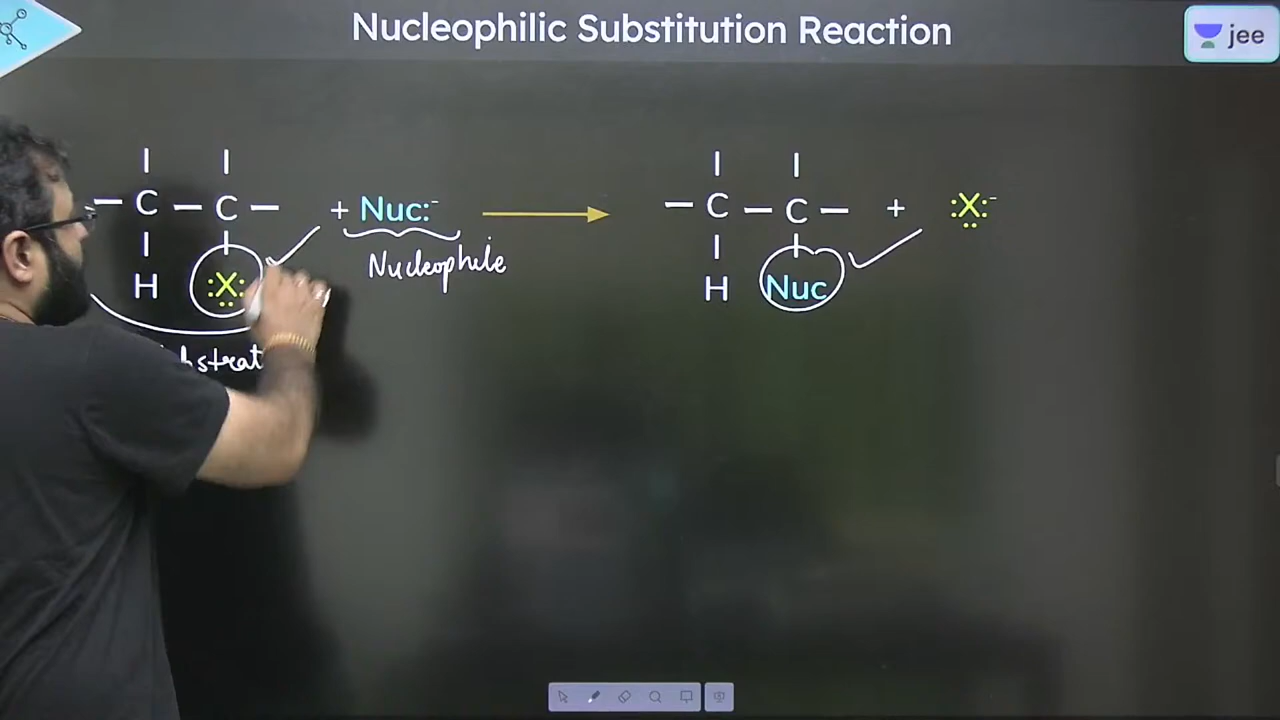 Nucleophilic Substitution Reaction
jee
— C — C — + Nuc:⁻ → — C — C — + :X:⁻
H :X: H Nuc
Nucleophile